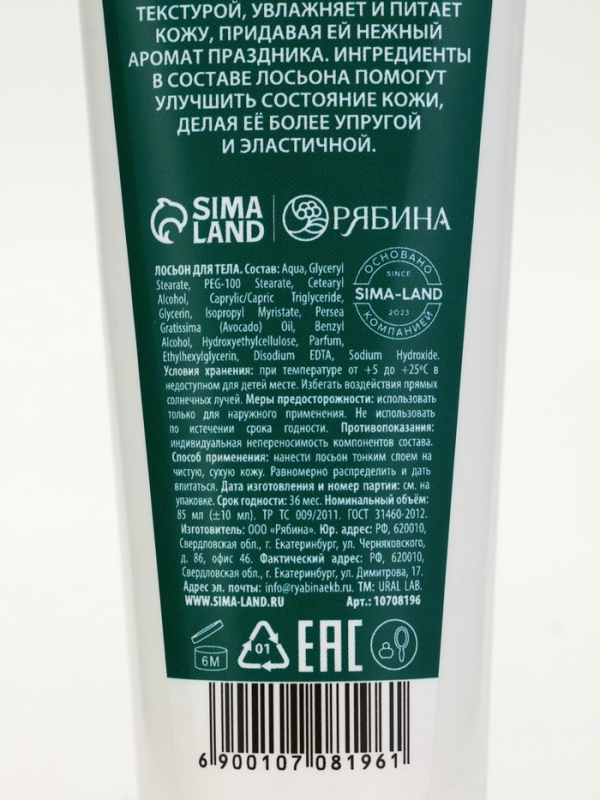 ТЕКСТУРОЙ, УВЛАЖНЯЕТ И ПИТАЕТ
КОЖУ, ПРИДАВАЯ ЕЙ НЕЖНЫЙ
АРОМАТ ПРАЗДНИКА. ИНГРЕДИЕНТЫ
В СОСТАВЕ ЛОСЬОНА ПОМОГУТ
УЛУЧШИТЬ СОСТОЯНИЕ КОЖИ,
ДЕЛАЯ ЕЁ БОЛЕЕ УПРУГОЙ
И ЭЛАСТИЧНОЙ.
SIMA LAND
РЯБИНА
ОСНОВАНО
SINCE
SIMA-LAND
2023
КОМПАНИЕЙ
ЛОСЬОН ДЛЯ ТЕЛА. Состав: Aqua, Glyceryl
Stearate, PEG-100 Stearate, Cetearyl
Alcohol, Caprylic/Capric Triglyceride,
Glycerin, Isopropyl Myristate, Persea
Gratissima (Avocado) Oil, Benzyl
Alcohol, Hydroxyethylcellulose, Parfum,
Ethylhexylglycerin, Disodium EDTA, Sodium Hydroxide.
Условия хранения: при температуре от +5 до +25°С в
недоступном для детей месте. Избегать воздействия прямых
солнечных лучей. Меры предосторожности: использовать
только для наружного применения. Не использовать
по истечении срока годности. Противопоказания:
индивидуальная непереносимость компонентов состава.
Способ применения: нанести лосьон тонким слоем на
чистую, сухую кожу. Равномерно распределить и дать
впитаться. Дата изготовления и номер партии: см. на
упаковке. Срок годности: 36 мес. Номинальный объём:
85 мл (±10 мл). ТР ТС 009/2011. ГОСТ 31460-2012.
Изготовитель: ООО «Рябина». Юр. адрес: РФ, 620010,
Свердловская обл., г. Екатеринбург, ул. Черняховского,
д. 86, офис 46. Фактический адрес: РФ, 620010,
Свердловская обл., г. Екатеринбург, ул. Димитрова, 17.
Адрес эл. почты: info@ryabinaekb.ru. TM: URAL LAB.
WWW.SIMA-LAND.RU Арт.: 10708196
6М 01 EAC
6 900107 081961